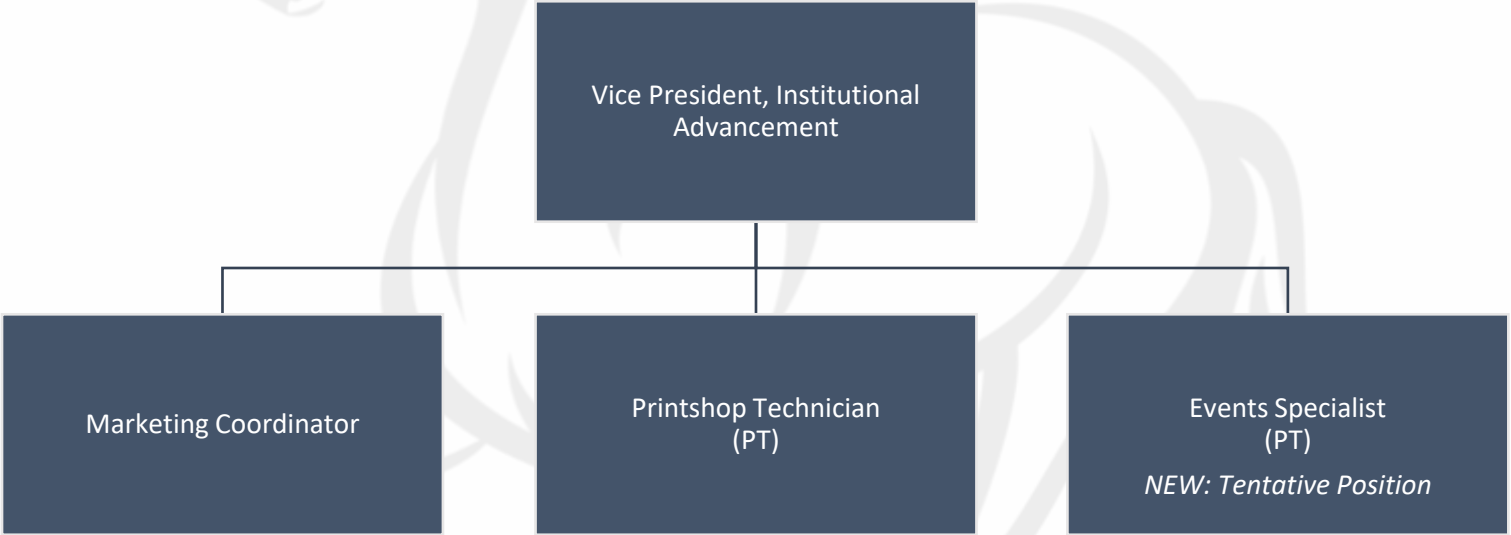 Vice President, Institutional
Advancement
Marketing Coordinator
Printshop Technician
(PT)
Events Specialist
(PT)
NEW: Tentative Position